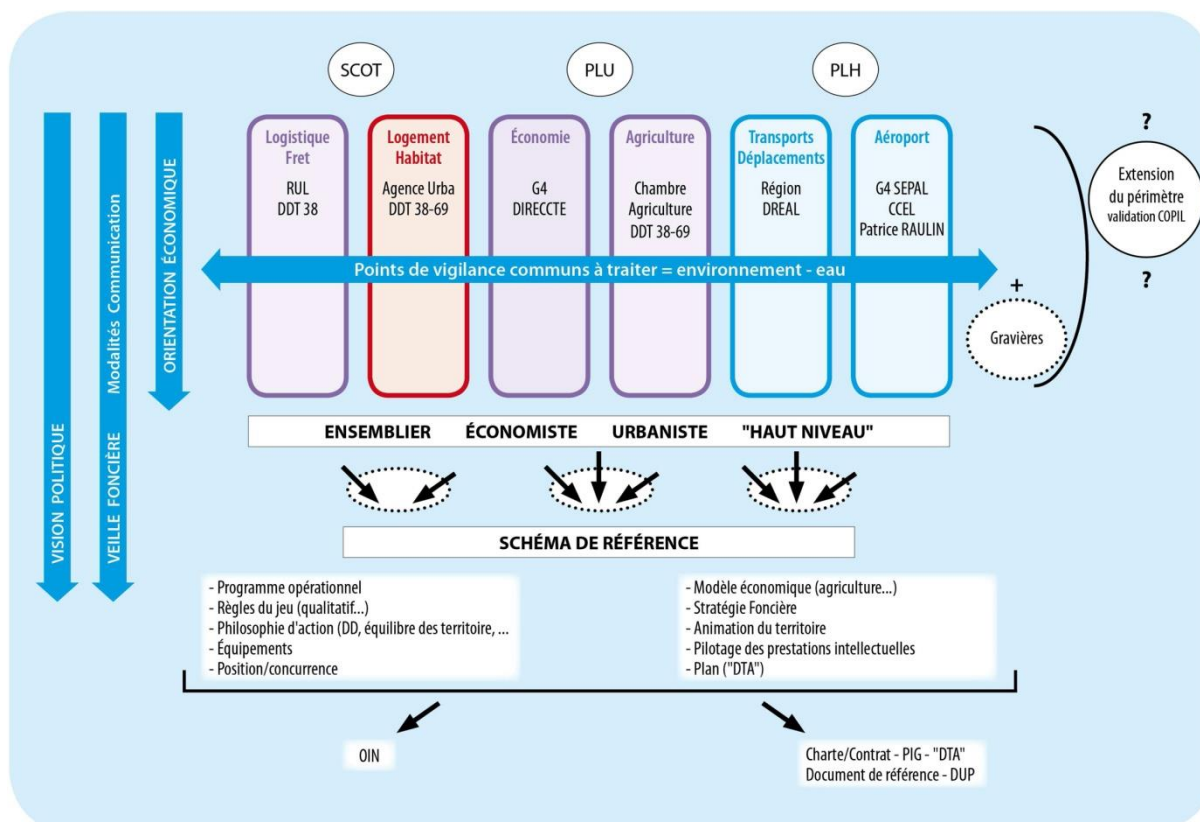 SCOT
PLU
PLH
VISION POLITIQUE
VEILLE FONCIÈRE
Modalités Communication
ORIENTATION ÉCONOMIQUE
Logistique
Fret
RUL
DDT 38
Logement
Habitat
Agence Urba
DDT 38-69
Économie
G4
DIRECCTE
Agriculture
Chambre
Agriculture
DDT 38-69
Transports
Déplacements
Région
DREAL
Aéroport
G4 SEPAL
CCEL
Patrice RAULIN
?
Extension
du périmètre
validation COPIL
?
Points de vigilance communs à traiter = environnement - eau
+
Gravières
ENSEMBLIER ÉCONOMISTE URBANISTE "HAUT NIVEAU"
SCHÉMA DE RÉFÉRENCE
- Programme opérationnel
- Règles du jeu (qualitatif...)
- Philosophie d'action (DD, équilibre des territoire, ...
- Équipements
- Position/concurrence
- Modèle économique (agriculture...)
- Stratégie Foncière
- Animation du territoire
- Pilotage des prestations intellectuelles
- Plan ("DTA")
OIN
Charte/Contrat - PIG - "DTA"
Document de référence - DUP